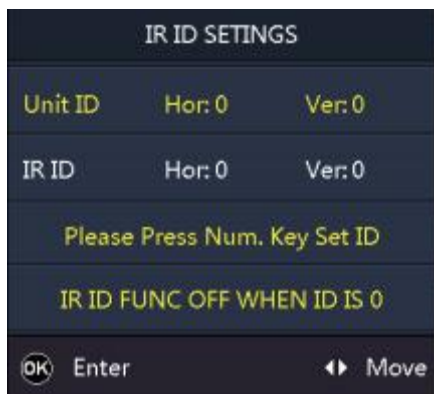 IR ID SETINGS
Unit ID Hor: 0 Ver: 0
IR ID Hor: 0 Ver: 0
Please Press Num. Key Set ID
IR ID FUNC OFF WHEN ID IS 0
OK Enter Move